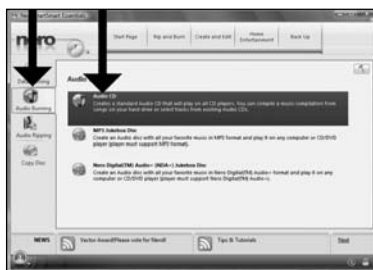 Nero StartSmart Essentials
nero
Start Page
Rip and Burn
Create and Edit
Home
Entertainment
Back Up
Audio
Data Burning
Audio Burning
Audio Ripping
Copy Disc
Audio CD
Creates a standard Audio CD that will play on all CD players. You can compile a music compilation from
songs on your hard drive or select tracks from existing Audio CDs.
MP3 Jukebox Disc
Create an Audio disc with all your favorite music in MP3 format and play it on any computer or CD/DVD
player (player must support MP3 format).
Nero Digital(TM) Audio+ (NDA+) Jukebox Disc
Create an Audio disc with all your favorite music in Nero Digital(TM) Audio+ format and play it on any
computer or CD/DVD player (player must support Nero Digital(TM) Audio+).
NEWS
Vector Award(Please vote for Nero)!
Tips & Tutorials